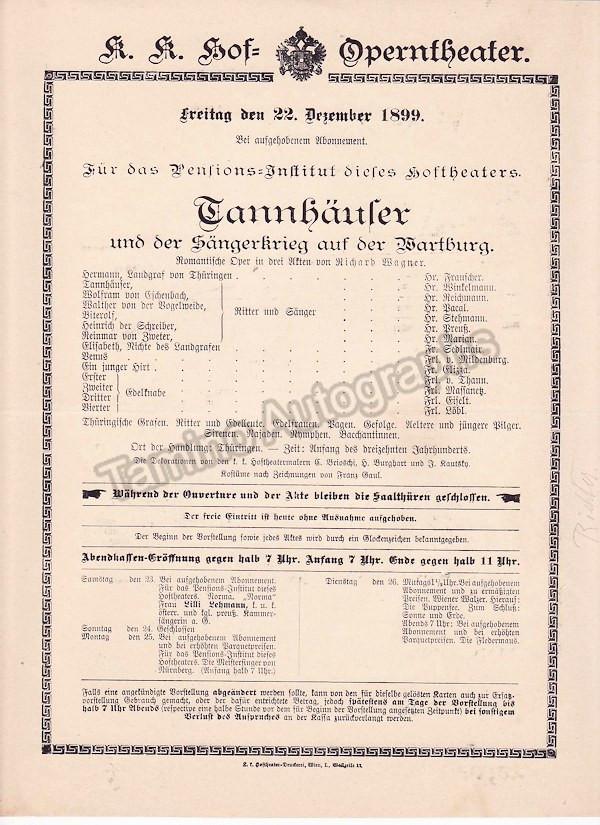 K. K. Hof= Operntheater.
Freitag den 22. Dezember 1899.
Bei aufgehobenem Abonnement.
Für das Pensions=Institut dieses Hoftheaters.
Tannhäuser
und der Sängerkrieg auf der Wartburg.
Romantische Oper in drei Akten von Richard Wagner.
Hermann, Landgraf von Thüringen . . . . . Hr. Frauscher.
Tannhäuser, . . . . Hr. Winkelmann.
Wolfram von Eschenbach, . . . . Hr. Reichmann.
Walther von der Vogelweide, Ritter und Sänger . . . . Hr. Pacal.
Biterolf, . . . . Hr. Stehmann.
Heinrich der Schreiber, . . . . Hr. Preuß.
Reinmar von Zweter, . . . . Hr. Marian.
Elisabeth, Nichte des Landgrafen . . . . . Fr. Sedlmair.
Venus . . . . . Frl. v. Mildenburg.
Ein junger Hirt . . . . . . Fr. Elizza.
Erster . . . . . Frl. v. Thann.
Zweiter Edelknabe . . . . . Frl. Massanetz.
Dritter . . . . . Frl. Eiselt.
Vierter . . . . . Frl. Löbl.
Thüringische Grafen. Ritter und Edelleute. Edelfrauen. Pagen. Gefolge. Aeltere und jüngere Pilger.
Sirenen. Najaden. Nymphen. Bacchantinnen.
Ort der Handlung: Thüringen. — Zeit: Anfang des dreizehnten Jahrhunderts.
Die Dekorationen von den k. k. Hoftheatermalern C. Brioschi, H. Burghart und J. Kautsky.
Kostüme nach Zeichnungen von Franz Gaul.
Während der Ouverture und der Akte bleiben die Saalthüren geschlossen.
Der freie Eintritt ist heute ohne Ausnahme aufgehoben.
Der Beginn der Vorstellung sowie jedes Aktes wird durch ein Glockenzeichen bekanntgegeben.
Abendkassen=Eröffnung gegen halb 7 Uhr. Anfang 7 Uhr. Ende gegen halb 11 Uhr.
Samstag den 23. Bei aufgehobenem Abonnement.
Für das Pensions=Institut dieses
Hoftheaters. Norma. „Norma"
Frau Lilli Lehmann, k. u. k.
österr. und kgl. preuß. Kammer=
sängerin a. G.
Sonntag den 24. Geschlossen.
Montag den 25. Bei aufgehobenem Abonnement
und bei erhöhten Parquetpreisen.
Für das Pensions=Institut dieses
Hoftheaters. Die Meistersinger von
Nürnberg. (Anfang halb 7 Uhr.)
Dienstag den 26. Mittags Uhr. Bei aufgehobenem
Abonnement und zu ermäßigten
Preisen. Wiener Walzer. Hierauf:
Die Puppenfee. Zum Schluß:
Sonne und Erde.
Abends 7 Uhr: Bei aufgehobenem
Abonnement und bei erhöhten
Parquetpreisen. Die Fledermaus.
Falls eine angekündigte Vorstellung abgeändert werden sollte, kann von den für dieselbe gelösten Karten auch zur Ersatz=
vorstellung Gebrauch gemacht, oder der dafür entrichtete Betrag, jedoch spätestens am Tage der Vorstellung bis
halb 7 Uhr Abends (respektive eine halbe Stunde vor dem für Beginn der Vorstellung angesetzten Zeitpunkt) bei sonstigem
Verlust des Anspruches an der Kassa zurückverlangt werden.
K. k. Hoftheater=Druckerei, Wien, I., Wollzeile 17.
Tamino Autographs